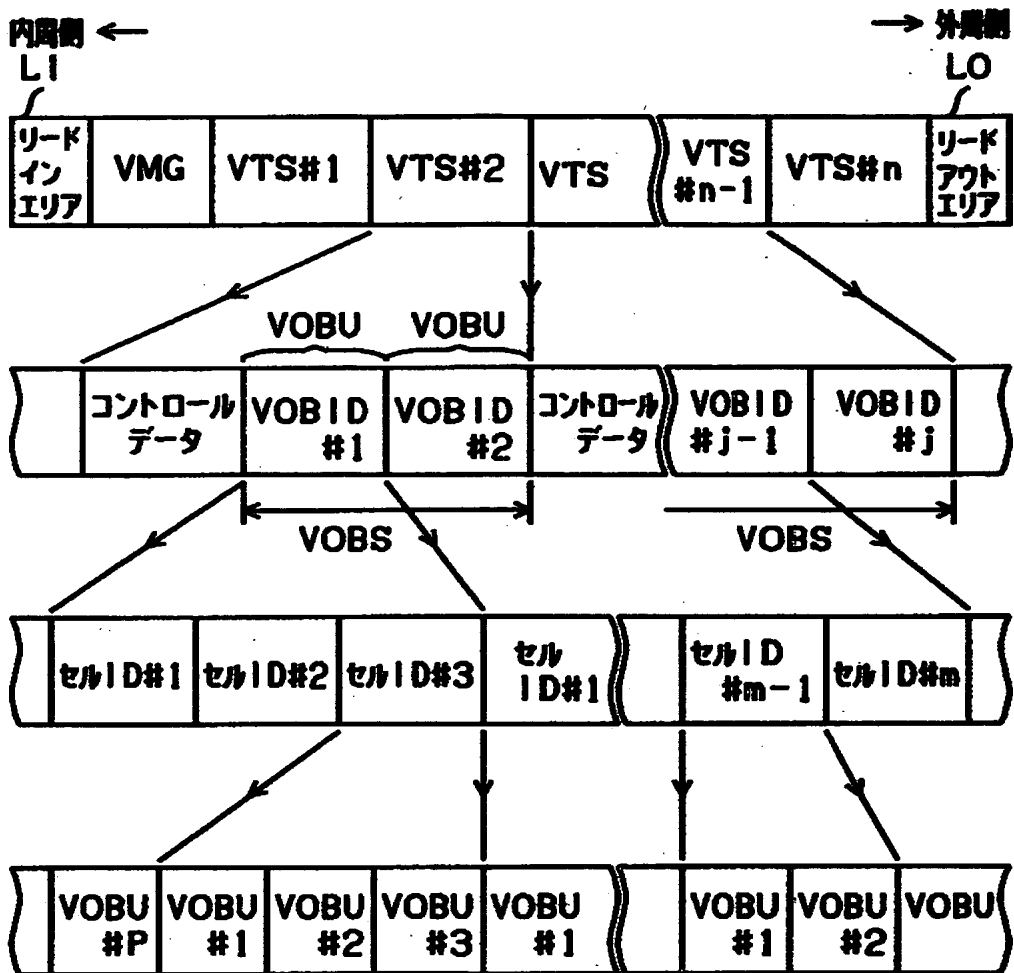 内周側 ←
→ 外周側
LI
LO
リード
イン
エリア
VMG
VTS#1
VTS#2
VTS
VTS
#n-1
VTS#n
リード
アウト
エリア
VOBU
VOBU
コントロール
データ
VOBID
#1
VOBID
#2
コントロール
データ
VOBID
#j-1
VOBID
#j
VOBS
VOBS
セルID#1
セルID#2
セルID#3
セル
ID#1
セルID
#m-1
セルID#m
VOBU
#P
VOBU
#1
VOBU
#2
VOBU
#3
VOBU
#1
VOBU
#1
VOBU
#2
VOBU